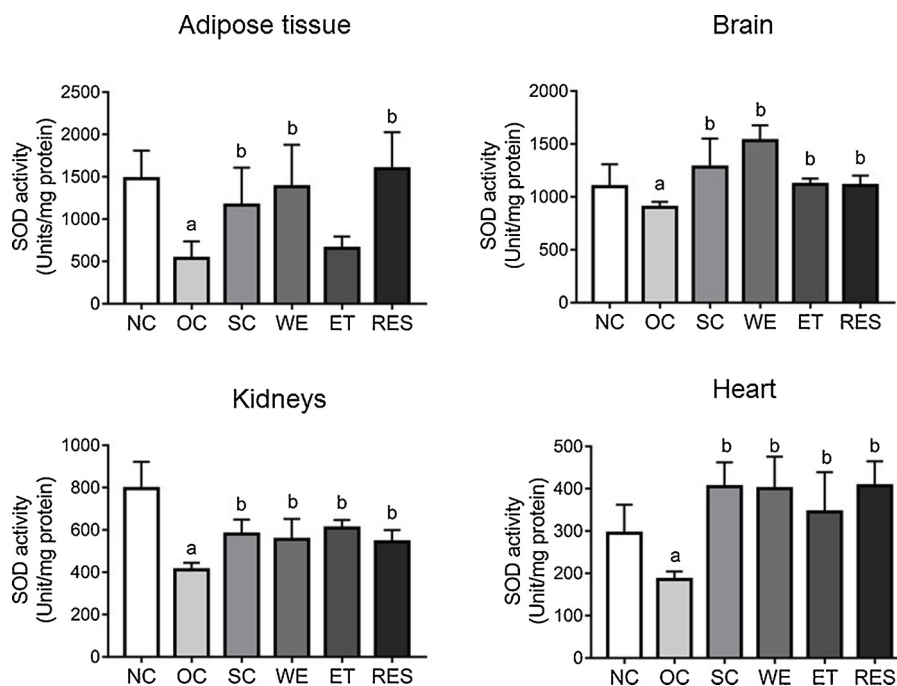 Adipose tissue
SOD activity
(Units/mg protein)
2500
2000
1500
1000
500
0
a
b
b
b
NC OC SC WE ET RES
Brain
SOD activity
(Unit/mg protein)
2000
1500
1000
500
0
a
b
b
b
b
NC OC SC WE ET RES
Kidneys
SOD activity
(Unit/mg protein)
1000
800
600
400
200
0
a
b
b
b
b
NC OC SC WE ET RES
Heart
SOD activity
(Unit/mg protein)
500
400
300
200
100
0
a
b
b
b
b
NC OC SC WE ET RES